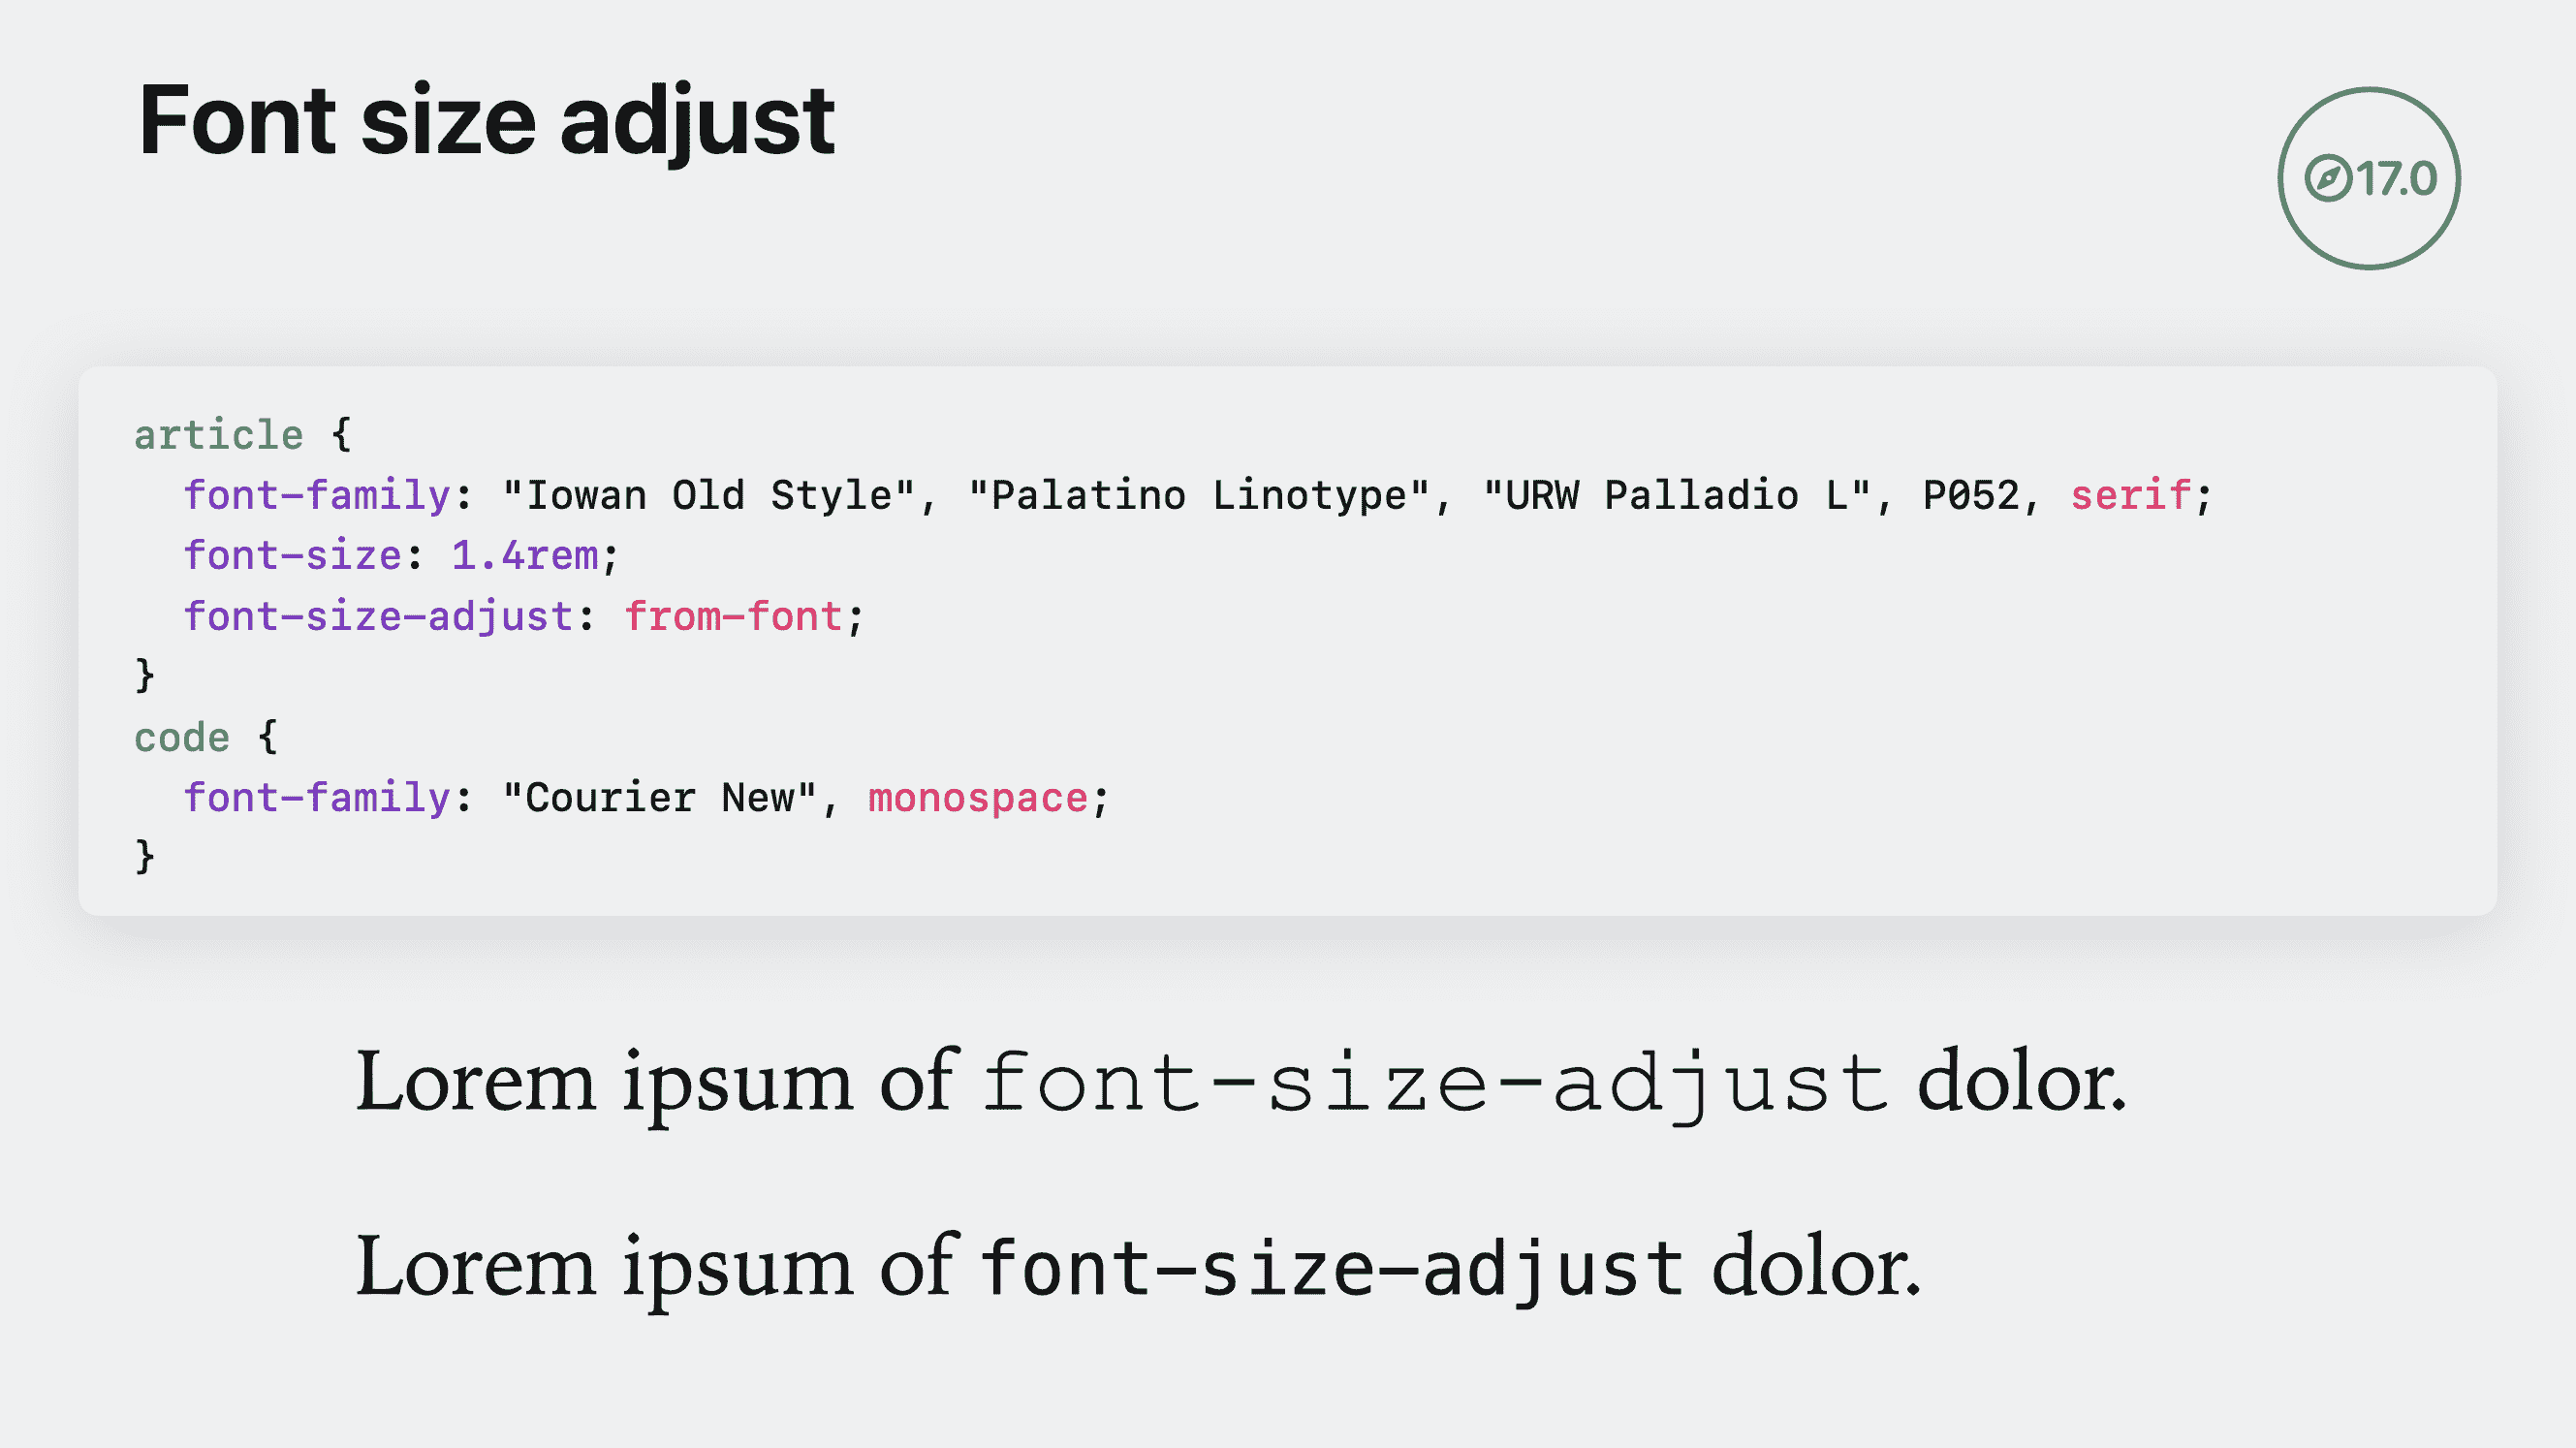 Font size adjust
17.0
article {
  font-family: "Iowan Old Style", "Palatino Linotype", "URW Palladio L", P052, serif;
  font-size: 1.4rem;
  font-size-adjust: from-font;
}
code {
  font-family: "Courier New", monospace;
}
Lorem ipsum of font-size-adjust dolor.
Lorem ipsum of font-size-adjust dolor.